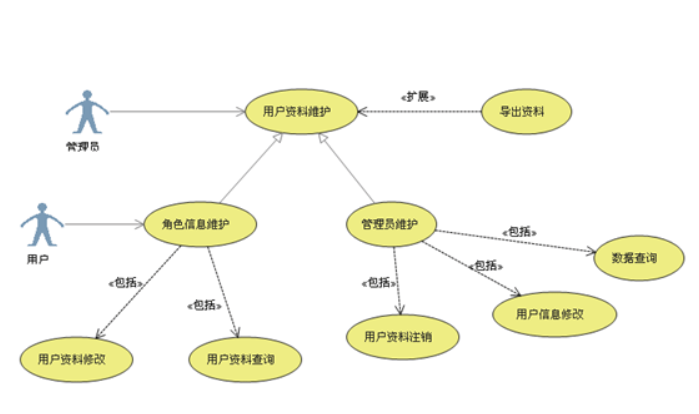 «扩展»
用户资料维护
导出资料
管理员
角色信息维护
管理员维护
«包括»
数据查询
用户
«包括»
«包括»
«包括»
«包括»
用户信息修改
用户资料注销
用户资料修改
用户资料查询